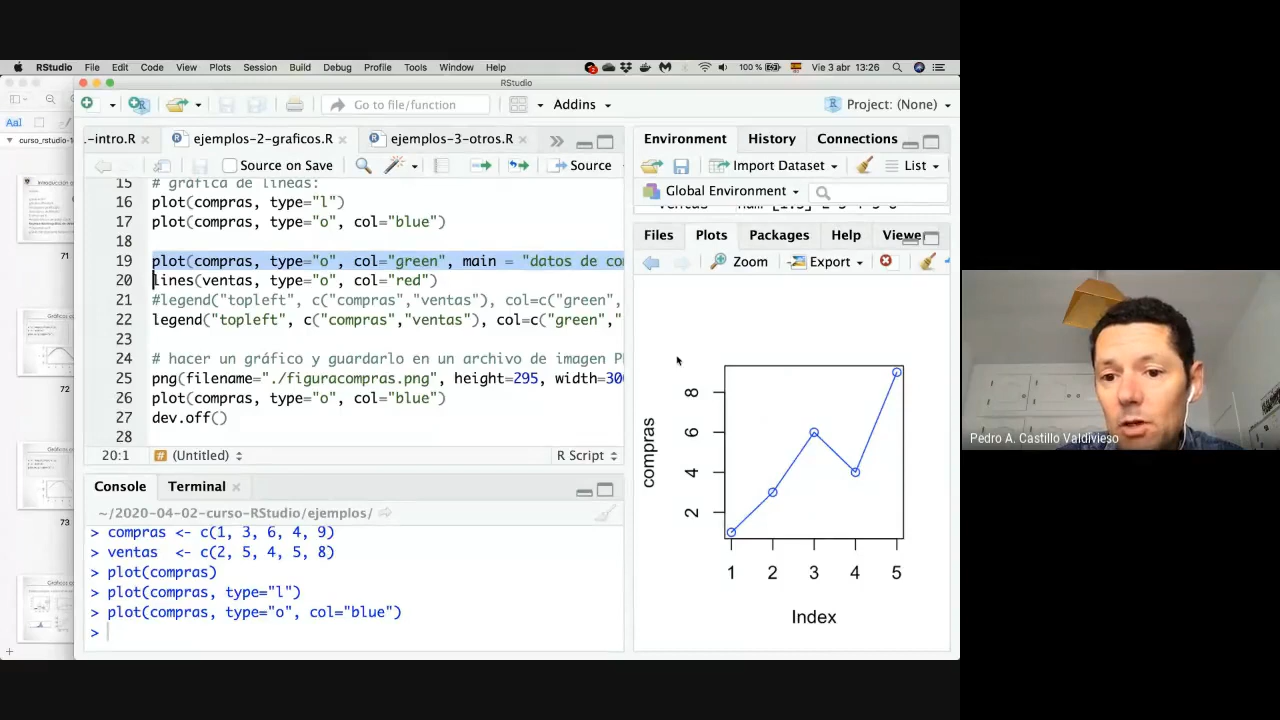 RStudio File Edit Code View Plots Session Build Debug Profile Tools Window Help 100 % Vie 3 abr 13:26
RStudio
Go to file/function Addins Project: (None)
-intro.R ejemplos-2-graficos.R ejemplos-3-otros.R
Source on Save Source
15 # gráfica de líneas:
16 plot(compras, type="l")
17 plot(compras, type="o", col="blue")
18
19 plot(compras, type="o", col="green", main = "datos de co
20 lines(ventas, type="o", col="red")
21 #legend("topleft", c("compras","ventas"), col=c("green",
22 legend("topleft", c("compras","ventas"), col=c("green","
23
24 # hacer un gráfico y guardarlo en un archivo de imagen P
25 png(filename="./figuracompras.png", height=295, width=30
26 plot(compras, type="o", col="blue")
27 dev.off()
28
20:1 # (Untitled) R Script
Console Terminal
~/2020-04-02-curso-RStudio/ejemplos/
> compras <- c(1, 3, 6, 4, 9)
> ventas <- c(2, 5, 4, 5, 8)
> plot(compras)
> plot(compras, type="l")
> plot(compras, type="o", col="blue")
>
Environment History Connections
Import Dataset List
Global Environment
Files Plots Packages Help Viewe
Zoom Export
compras
8
6
4
2
1 2 3 4 5
Index
AaI
curso_rstudio-1
71
72
73
Pedro A. Castillo Valdivieso